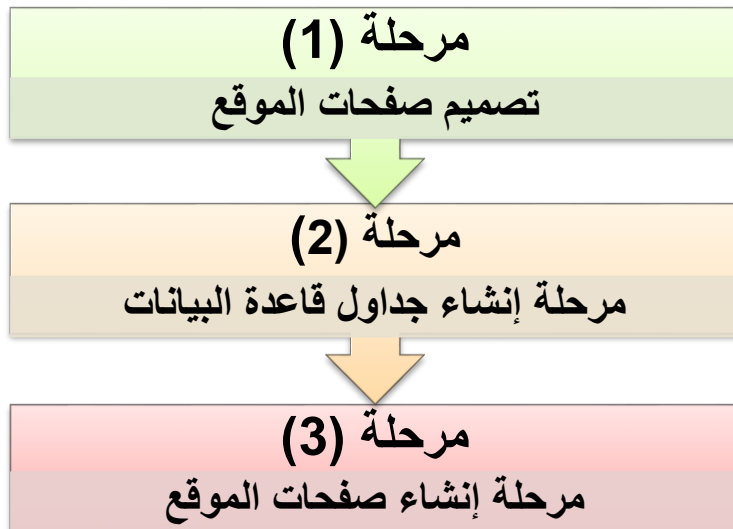 مرحلة (1)
تصميم صفحات الموقع
مرحلة (2)
مرحلة إنشاء جداول قاعدة البيانات
مرحلة (3)
مرحلة إنشاء صفحات الموقع